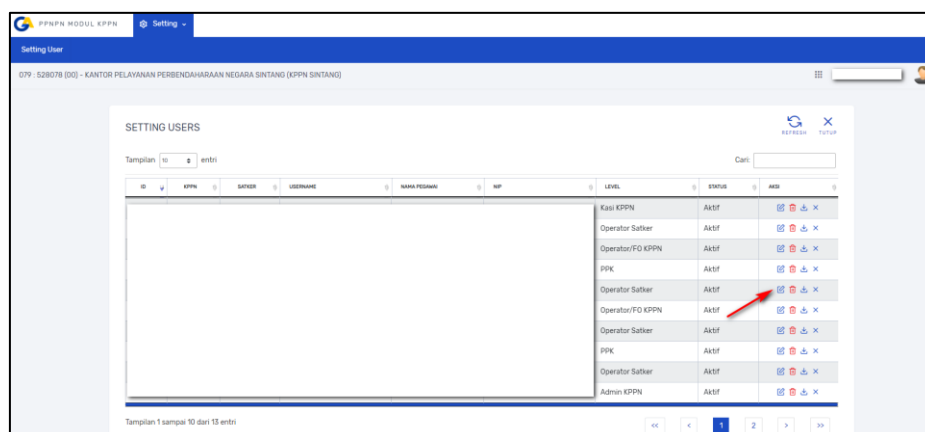 PPNPN MODUL KPPN Setting
Setting User
079 : 528078 (00) - KANTOR PELAYANAN PERBENDAHARAAN NEGARA SINTANG (KPPN SINTANG)
SETTING USERS
REFRESH TUTUP
Tampilan 10 entri Cari:
ID KPPN SATKER USERNAME NAMA PEGAWAI NIP LEVEL STATUS AKSI
Kasi KPPN Aktif
Operator Satker Aktif
Operator/FO KPPN Aktif
PPK Aktif
Operator Satker Aktif
Operator/FO KPPN Aktif
Operator Satker Aktif
PPK Aktif
Operator Satker Aktif
Admin KPPN Aktif
Tampilan 1 sampai 10 dari 13 entri
<< < 1 2 > >>